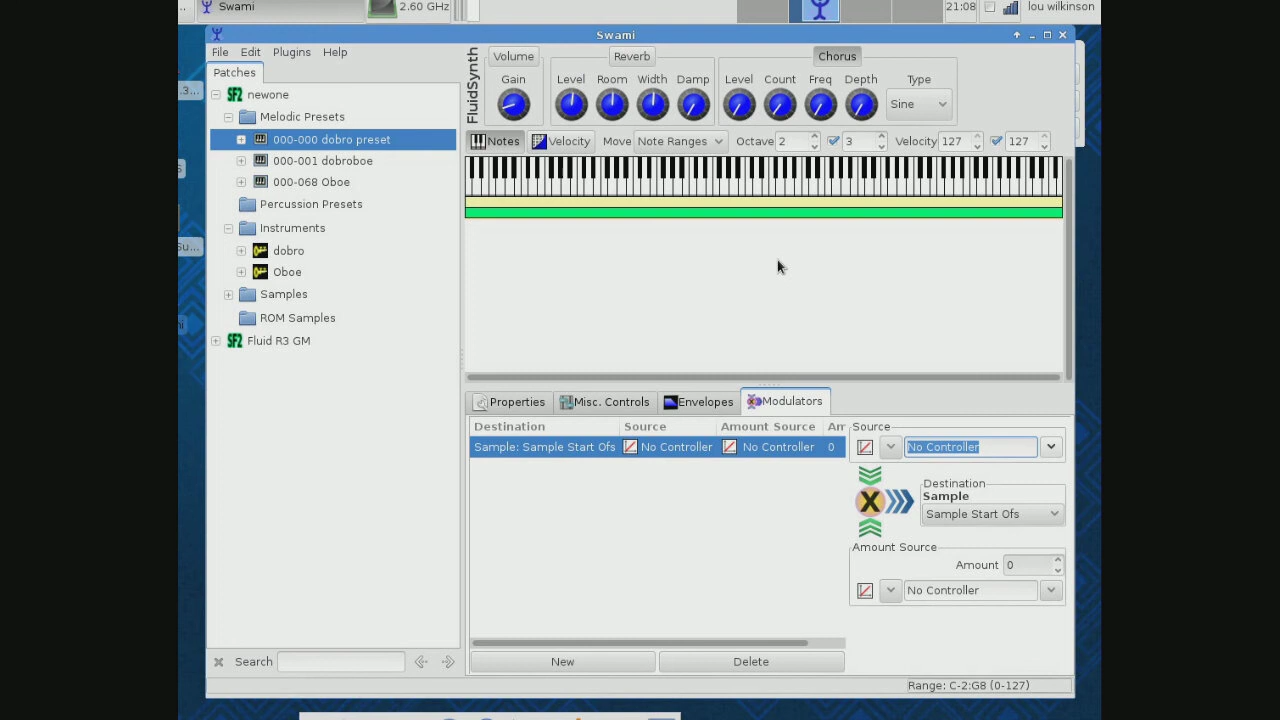 .. Swami 2.60 GHz 21:08 lou wilkinson
Swami
File Edit Plugins Help
Patches
newone
Melodic Presets
000-000 dobro preset
000-001 dobroboe
000-068 Oboe
Percussion Presets
Instruments
dobro
Oboe
Samples
ROM Samples
Fluid R3 GM
Search
.3...
Su...
FluidSynth
Volume Reverb Chorus
Gain Level Room Width Damp Level Count Freq Depth Type
Sine
Notes Velocity Move Note Ranges Octave 2 3 Velocity 127 127
Properties Misc. Controls Envelopes Modulators
Destination Source Amount Source Am
Sample: Sample Start Ofs No Controller No Controller 0
New Delete
Source
No Controller
Destination
Sample
Sample Start Ofs
Amount Source
Amount 0
No Controller
Range: C-2:G8 (0-127)